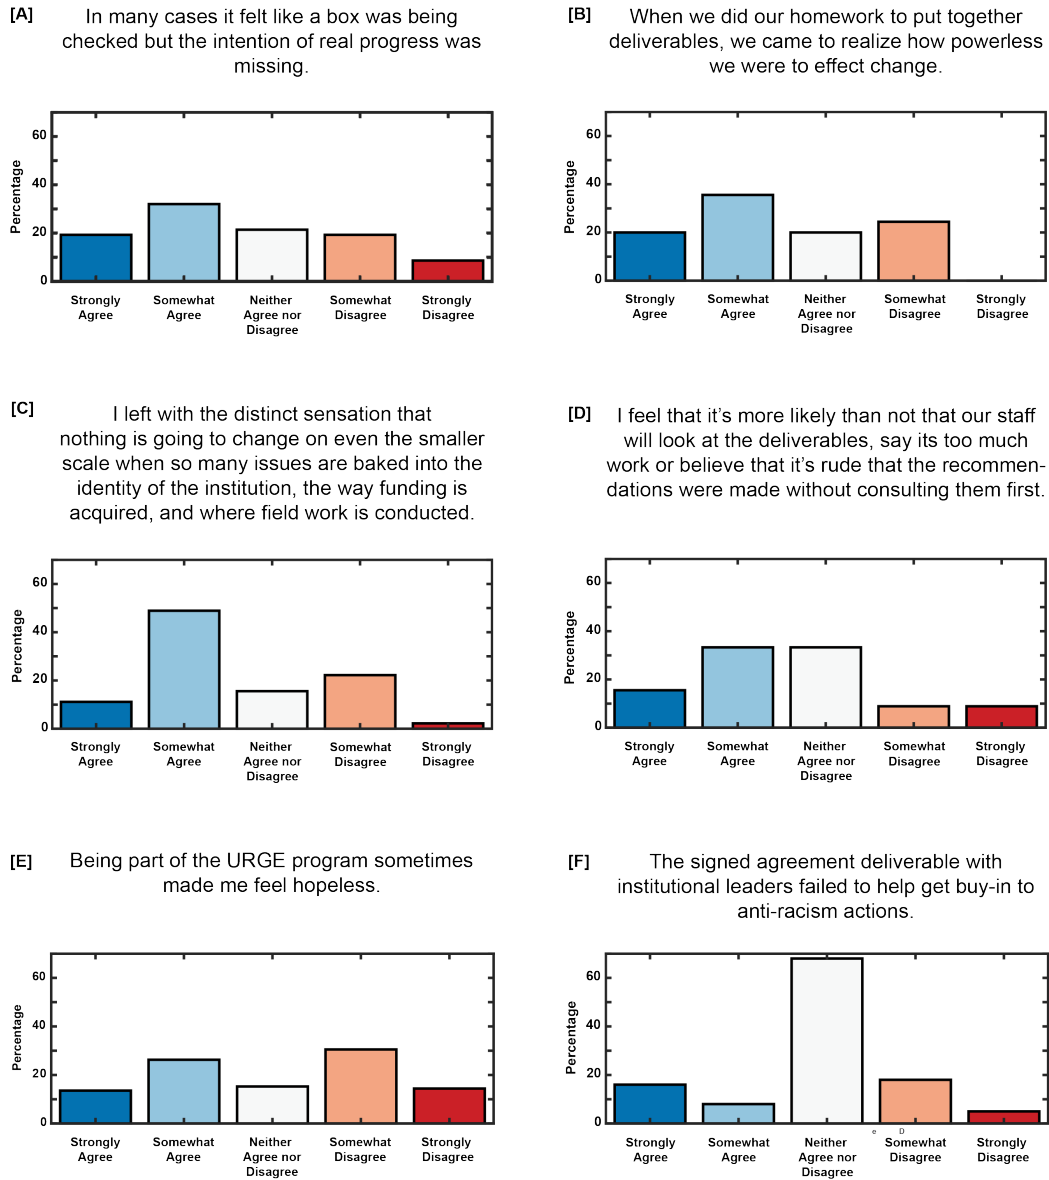 [A]
In many cases it felt like a box was being
checked but the intention of real progress was
missing.
Percentage
60
40
20
0
Strongly
Agree
Somewhat
Agree
Neither
Agree nor
Disagree
Somewhat
Disagree
Strongly
Disagree
[B]
When we did our homework to put together
deliverables, we came to realize how powerless
we were to effect change.
Percentage
60
40
20
0
Strongly
Agree
Somewhat
Agree
Neither
Agree nor
Disagree
Somewhat
Disagree
Strongly
Disagree
[C]
I left with the distinct sensation that
nothing is going to change on even the smaller
scale when so many issues are baked into the
identity of the institution, the way funding is
acquired, and where field work is conducted.
Percentage
60
40
20
0
Strongly
Agree
Somewhat
Agree
Neither
Agree nor
Disagree
Somewhat
Disagree
Strongly
Disagree
[D]
I feel that it's more likely than not that our staff
will look at the deliverables, say its too much
work or believe that it's rude that the recommen-
dations were made without consulting them first.
Percentage
60
40
20
0
Strongly
Agree
Somewhat
Agree
Neither
Agree nor
Disagree
Somewhat
Disagree
Strongly
Disagree
[E]
Being part of the URGE program sometimes
made me feel hopeless.
Percentage
60
40
20
0
Strongly
Agree
Somewhat
Agree
Neither
Agree nor
Disagree
Somewhat
Disagree
Strongly
Disagree
[F]
The signed agreement deliverable with
institutional leaders failed to help get buy-in to
anti-racism actions.
Percentage
60
40
20
0
e D
Strongly
Agree
Somewhat
Agree
Neither
Agree nor
Disagree
Somewhat
Disagree
Strongly
Disagree